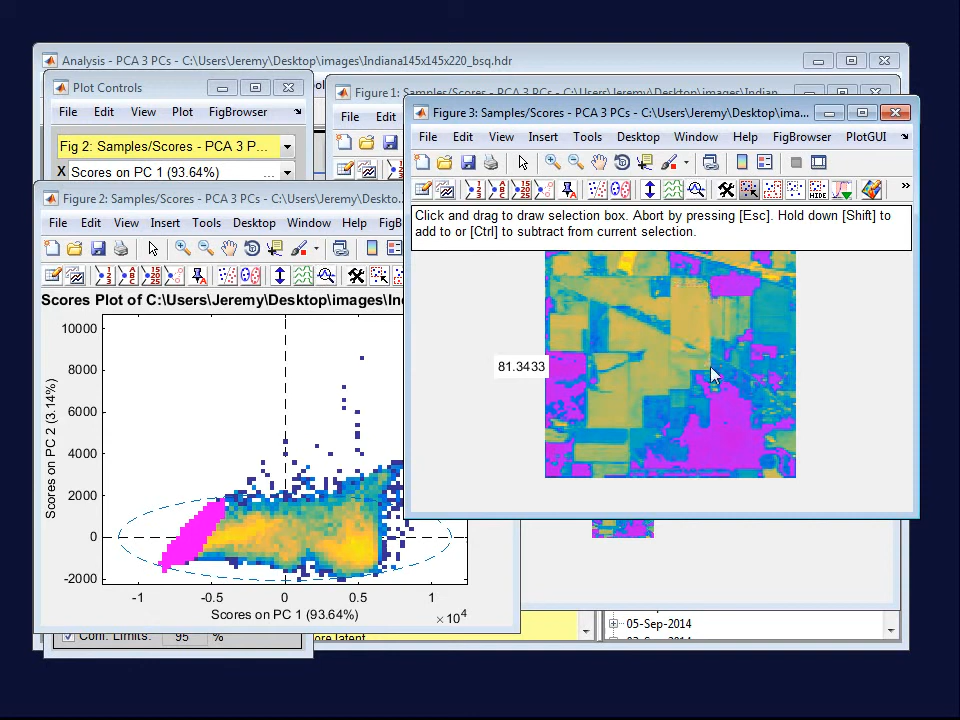 Analysis - PCA 3 PCs - C:\Users\Jeremy\Desktop\images\Indiana145x145x220_bsq.hdr
Plot Controls
File Edit View Plot FigBrowser
Fig 2: Samples/Scores - PCA 3 P...
X Scores on PC 1 (93.64%) ...
Figure 1: Samples/Scores - PCA 3 PCs - C:\Users\Jeremy\Desktop\images\Indian
File Edit
Figure 3: Samples/Scores - PCA 3 PCs - C:\Users\Jeremy\Desktop\ima...
File Edit View Insert Tools Desktop Window Help FigBrowser PlotGUI
Click and drag to draw selection box. Abort by pressing [Esc]. Hold down [Shift] to
add to or [Ctrl] to subtract from current selection.
81.3433
Figure 2: Samples/Scores - PCA 3 PCs - C:\Users\Jeremy\Deskto...
File Edit View Insert Tools Desktop Window Help
Scores Plot of C:\Users\Jeremy\Desktop\images\Ind
Scores on PC 2 (3.14%)
10000
8000
6000
4000
2000
0
-2000
-1 -0.5 0 0.5 1
Scores on PC 1 (93.64%)
×10⁴
Conf. Limits: 95 %
ore latent
05-Sep-2014